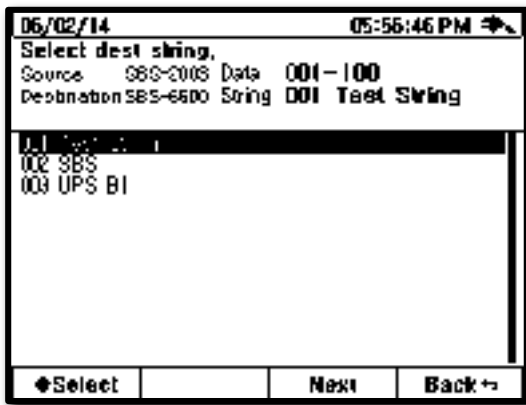 06/02/14 05:56:46 PM
Select dest string,
Source SBS-2003 Data 001-100
Destination SBS-6500 String 001 Test String
002 SBS
003 UPS B1
Select Next Back